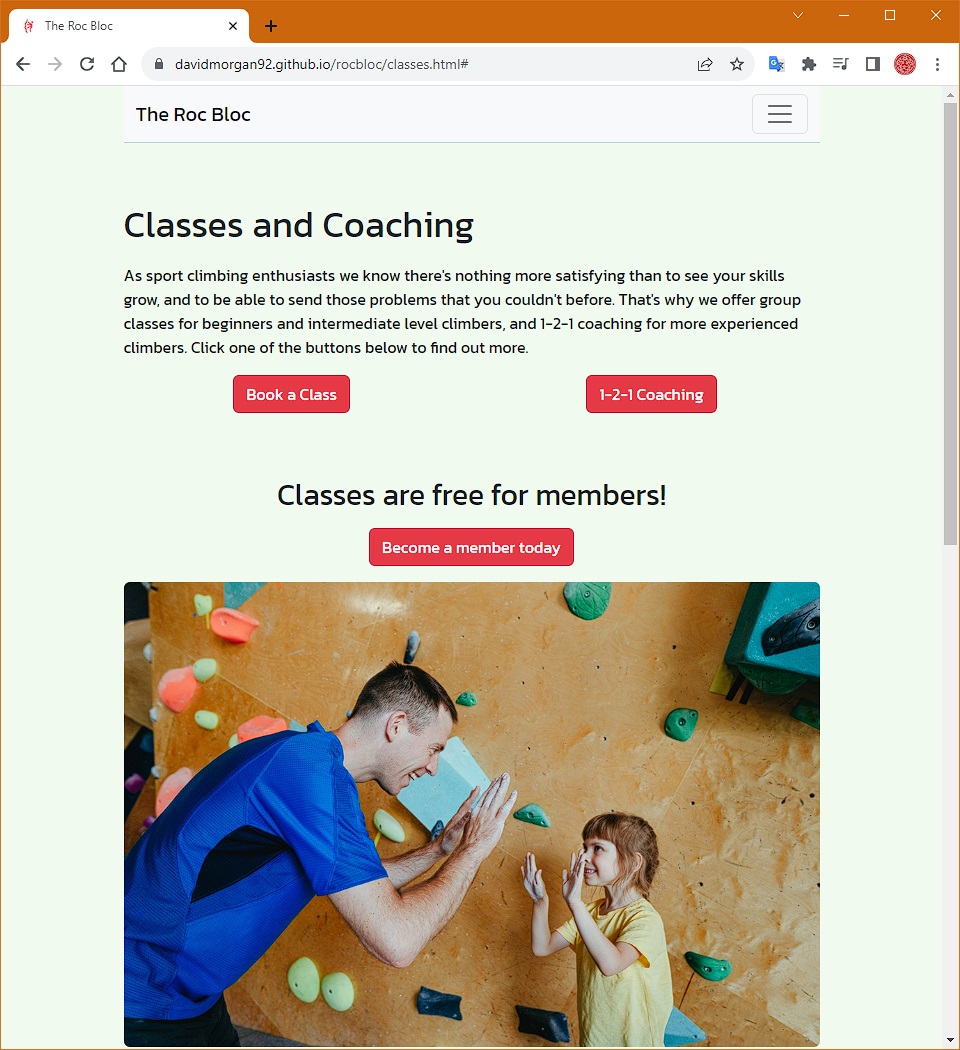 The Roc Bloc
davidmorgan92.github.io/rocbloc/classes.html#
The Roc Bloc
Classes and Coaching
As sport climbing enthusiasts we know there's nothing more satisfying than to see your skills
grow, and to be able to send those problems that you couldn't before. That's why we offer group
classes for beginners and intermediate level climbers, and 1-2-1 coaching for more experienced
climbers. Click one of the buttons below to find out more.
Book a Class
1-2-1 Coaching
Classes are free for members!
Become a member today